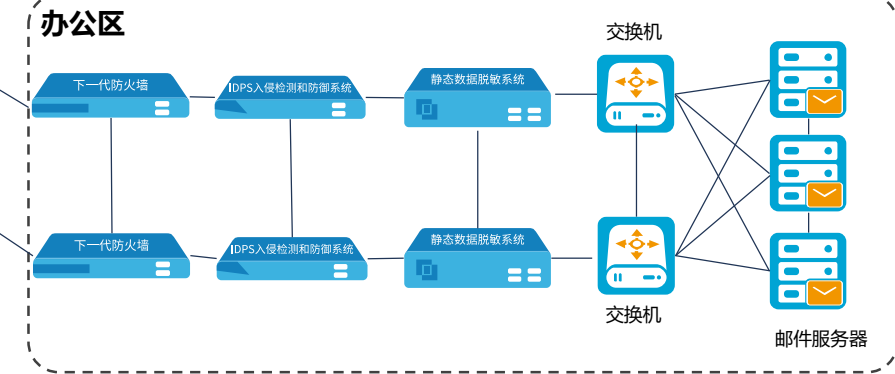 办公区
交换机
下一代防火墙
IDPS入侵检测和防御系统
静态数据脱敏系统
下一代防火墙
IDPS入侵检测和防御系统
静态数据脱敏系统
交换机
邮件服务器